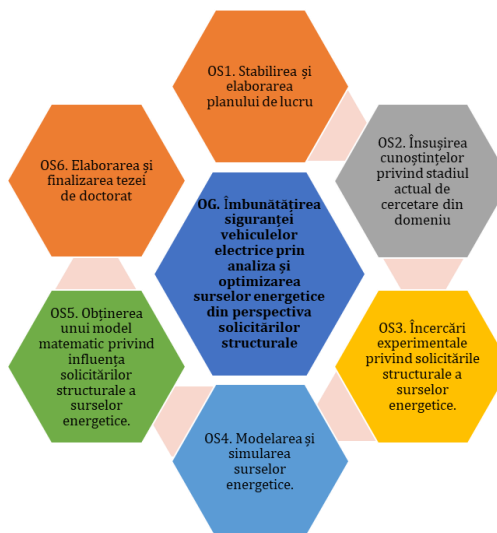 OS1. Stabilirea și
elaborarea
planului de lucru
OS2. Însușirea
cunoștințelor
privind stadiul
actual de
cercetare din
domeniu
OS3. Încercări
experimentale
privind solicitările
structurale a
surselor
energetice.
OS4. Modelarea și
simularea
surselor
energetice.
OS5. Obținerea
unui model
matematic privind
influența
solicitărilor
structurale a
surselor
energetice.
OS6. Elaborarea și
finalizarea tezei
de doctorat
OG. Îmbunătățirea
siguranței
vehiculelor
electrice prin
analiza și
optimizarea
surselor energetice
din perspectiva
solicitărilor
structurale